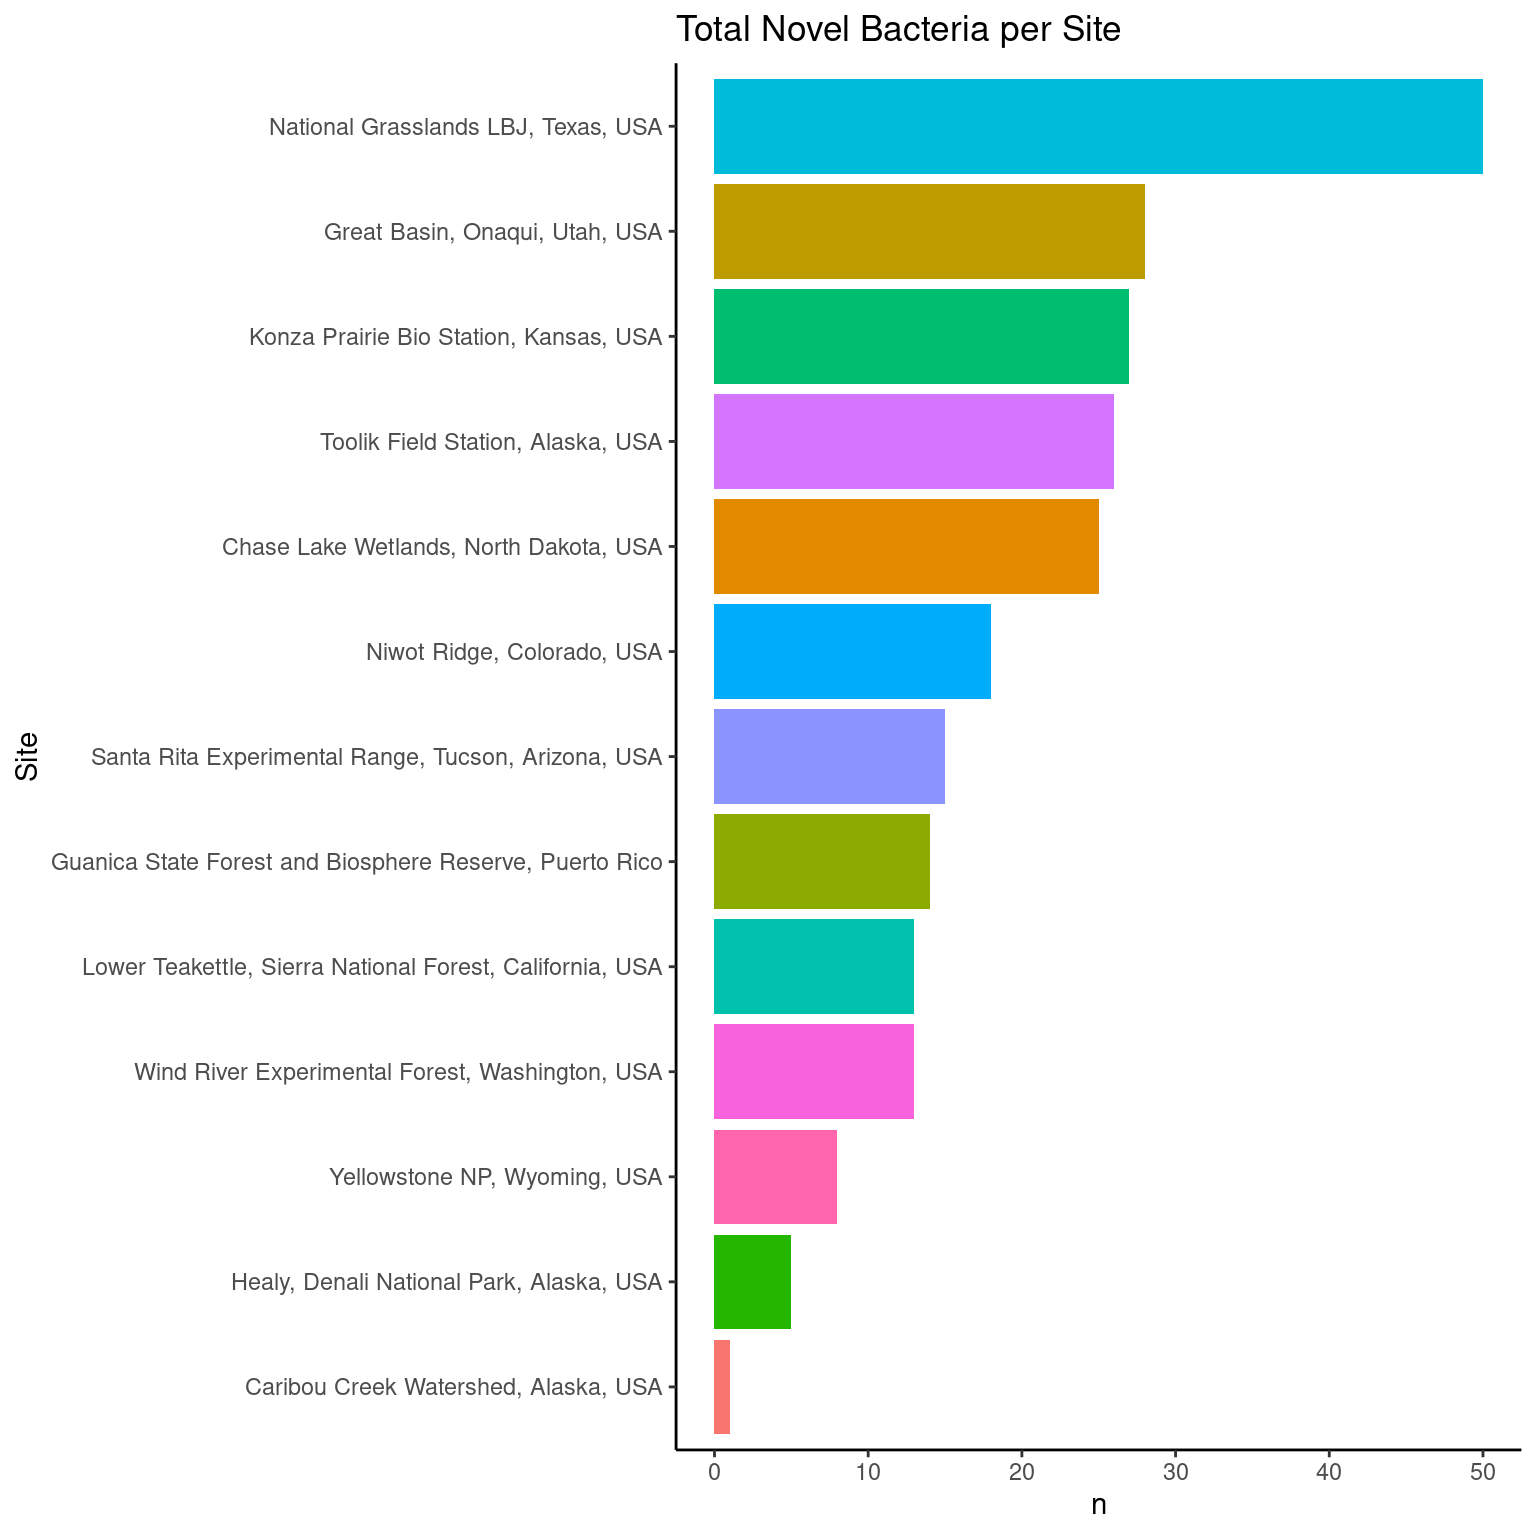 Total Novel Bacteria per Site
National Grasslands LBJ, Texas, USA
Great Basin, Onaqui, Utah, USA
Konza Prairie Bio Station, Kansas, USA
Toolik Field Station, Alaska, USA
Chase Lake Wetlands, North Dakota, USA
Niwot Ridge, Colorado, USA
Santa Rita Experimental Range, Tucson, Arizona, USA
Guanica State Forest and Biosphere Reserve, Puerto Rico
Lower Teakettle, Sierra National Forest, California, USA
Wind River Experimental Forest, Washington, USA
Yellowstone NP, Wyoming, USA
Healy, Denali National Park, Alaska, USA
Caribou Creek Watershed, Alaska, USA
Site
0 10 20 30 40 50
n